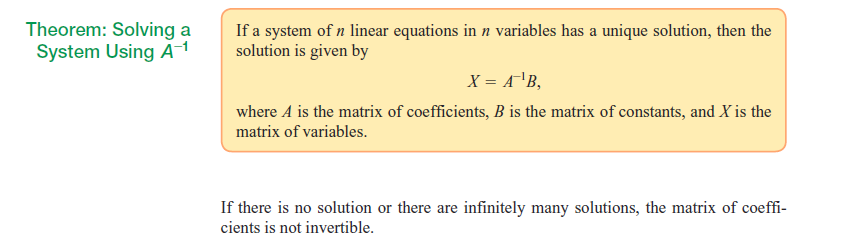 Theorem: Solving a
System Using A⁻¹
If a system of n linear equations in n variables has a unique solution, then the
solution is given by
X = A⁻¹B,
where A is the matrix of coefficients, B is the matrix of constants, and X is the
matrix of variables.
If there is no solution or there are infinitely many solutions, the matrix of coeffi-
cients is not invertible.